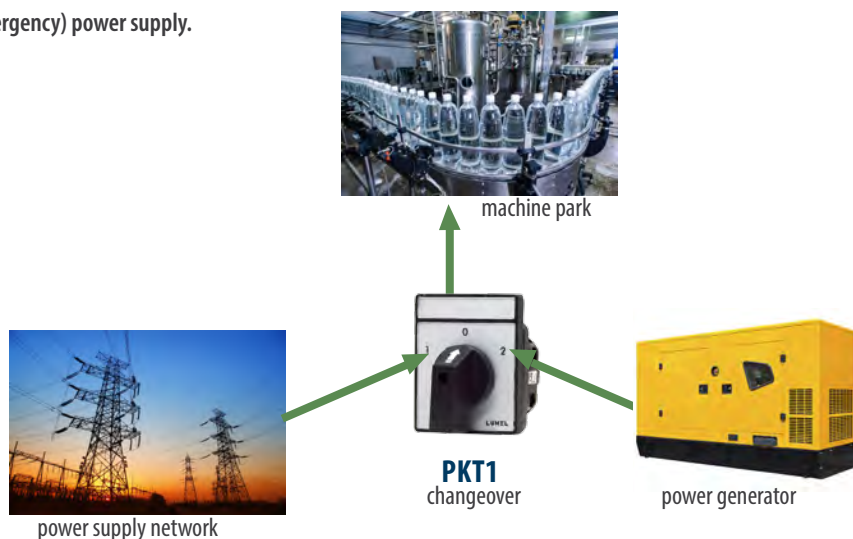 ergency) power supply.
machine park
0
1 2
LUMEL
PKT1
changeover
power supply network
power generator